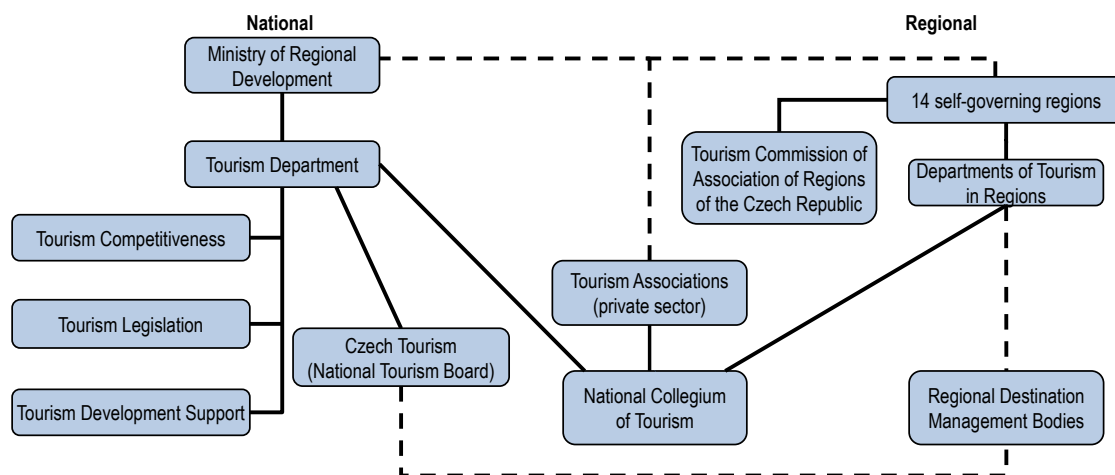 National
Regional
Ministry of Regional
Development
14 self-governing regions
Tourism Department
Tourism Commission of
Association of Regions
of the Czech Republic
Departments of Tourism
in Regions
Tourism Competitiveness
Tourism Associations
(private sector)
Tourism Legislation
Czech Tourism
(National Tourism Board)
National Collegium
of Tourism
Regional Destination
Management Bodies
Tourism Development Support